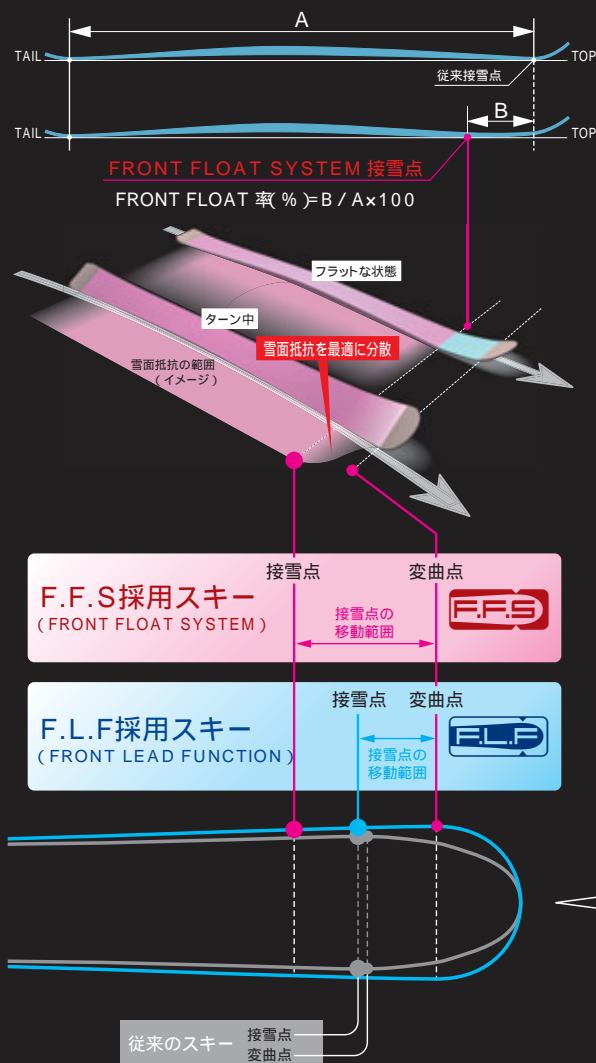 A
TAIL
TOP
従来接雪点
B
TAIL
TOP
FRONT FLOAT SYSTEM 接雪点
FRONT FLOAT 率(%)=B / A×100
フラットな状態
ターン中
雪面抵抗を最適に分散
雪面抵抗の範囲
(イメージ)
接雪点
変曲点
F.F.S採用スキー
(FRONT FLOAT SYSTEM)
接雪点の
移動範囲
F.F.S
接雪点
変曲点
F.L.F採用スキー
(FRONT LEAD FUNCTION)
接雪点の
移動範囲
F.L.F
従来のスキー
接雪点
変曲点